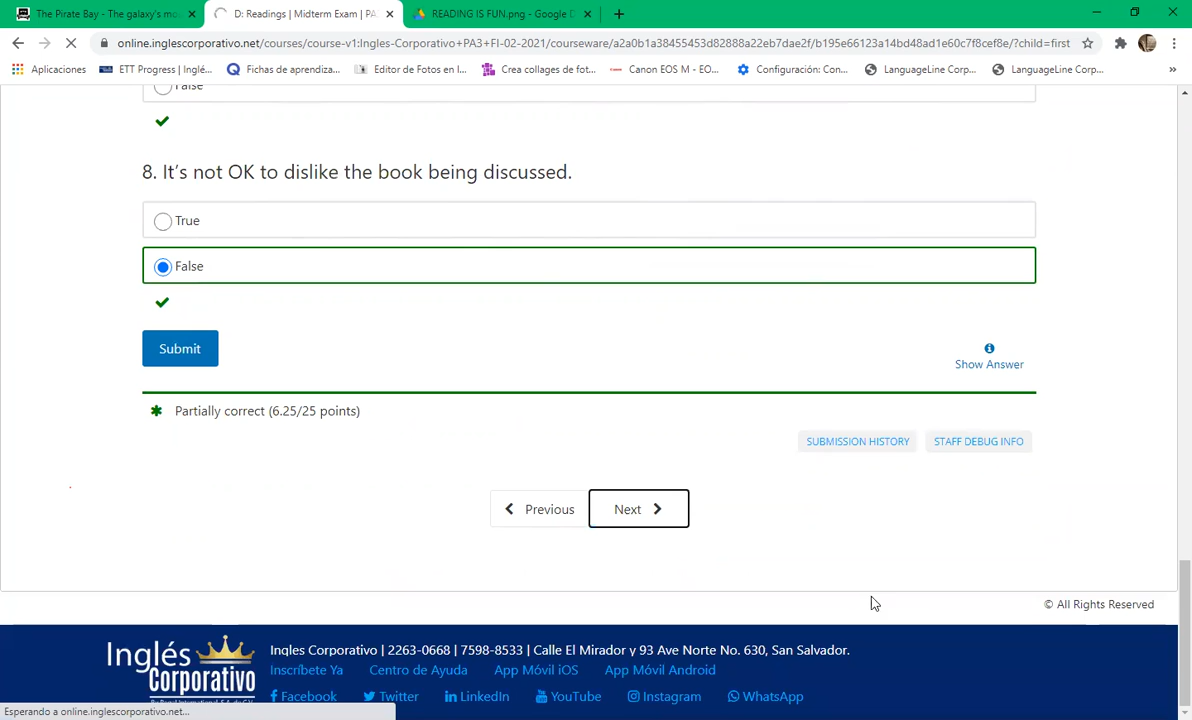 The Pirate Bay - The galaxy's mo
D: Readings | Midterm Exam | PA
READING IS FUN.png - Google D
online.inglescorporativo.net/courses/course-v1:Ingles-Corporativo+PA3+FI-02-2021/courseware/a2a0b1a38455453d82888a22eb7dae2f/b195e66123a14bd48ad1e60c7f8cef8e/?child=first
Aplicaciones
ETT Progress | Inglé...
Fichas de aprendiza...
Editor de Fotos en l...
Crea collages de fot...
Canon EOS M - EO...
Configuración: Con...
LanguageLine Corp...
LanguageLine Corp...
False
8. It's not OK to dislike the book being discussed.
True
False
Submit
Show Answer
Partially correct (6.25/25 points)
SUBMISSION HISTORY
STAFF DEBUG INFO
Previous
Next
© All Rights Reserved
Inglés
Corporativo
Ingles Corporativo | 2263-0668 | 7598-8533 | Calle El Mirador y 93 Ave Norte No. 630, San Salvador.
Inscríbete Ya
Centro de Ayuda
App Móvil iOS
App Móvil Android
Facebook
Twitter
LinkedIn
YouTube
Instagram
WhatsApp
Esperando a online.inglescorporativo.net...